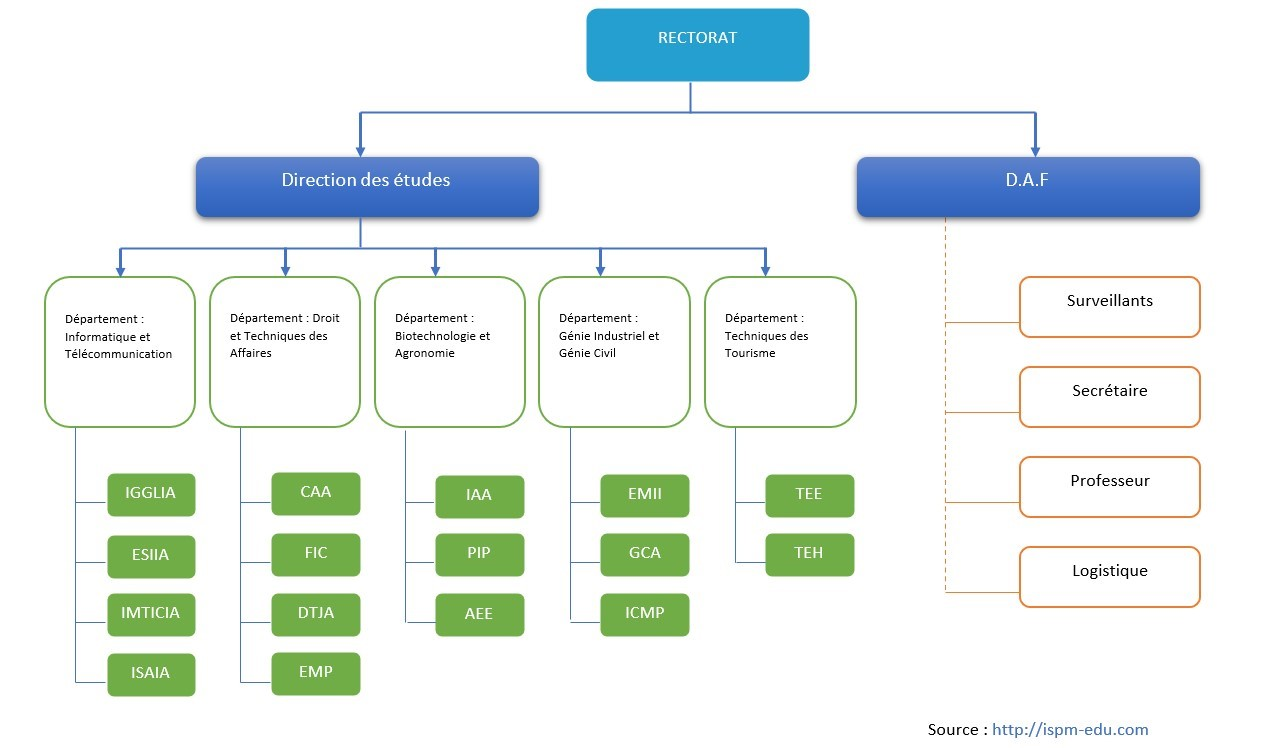 RECTORAT
Direction des études
D.A.F
Département :
Informatique et
Télécommunication
Département : Droit
et Techniques des
Affaires
Département :
Biotechnologie et
Agronomie
Département :
Génie Industriel et
Génie Civil
Département :
Techniques des
Tourisme
IGGLIA
ESIIA
IMTICIA
ISAIA
CAA
FIC
DTJA
EMP
IAA
PIP
AEE
EMII
GCA
ICMP
TEE
TEH
Surveillants
Secrétaire
Professeur
Logistique
Source : http://ispm-edu.com